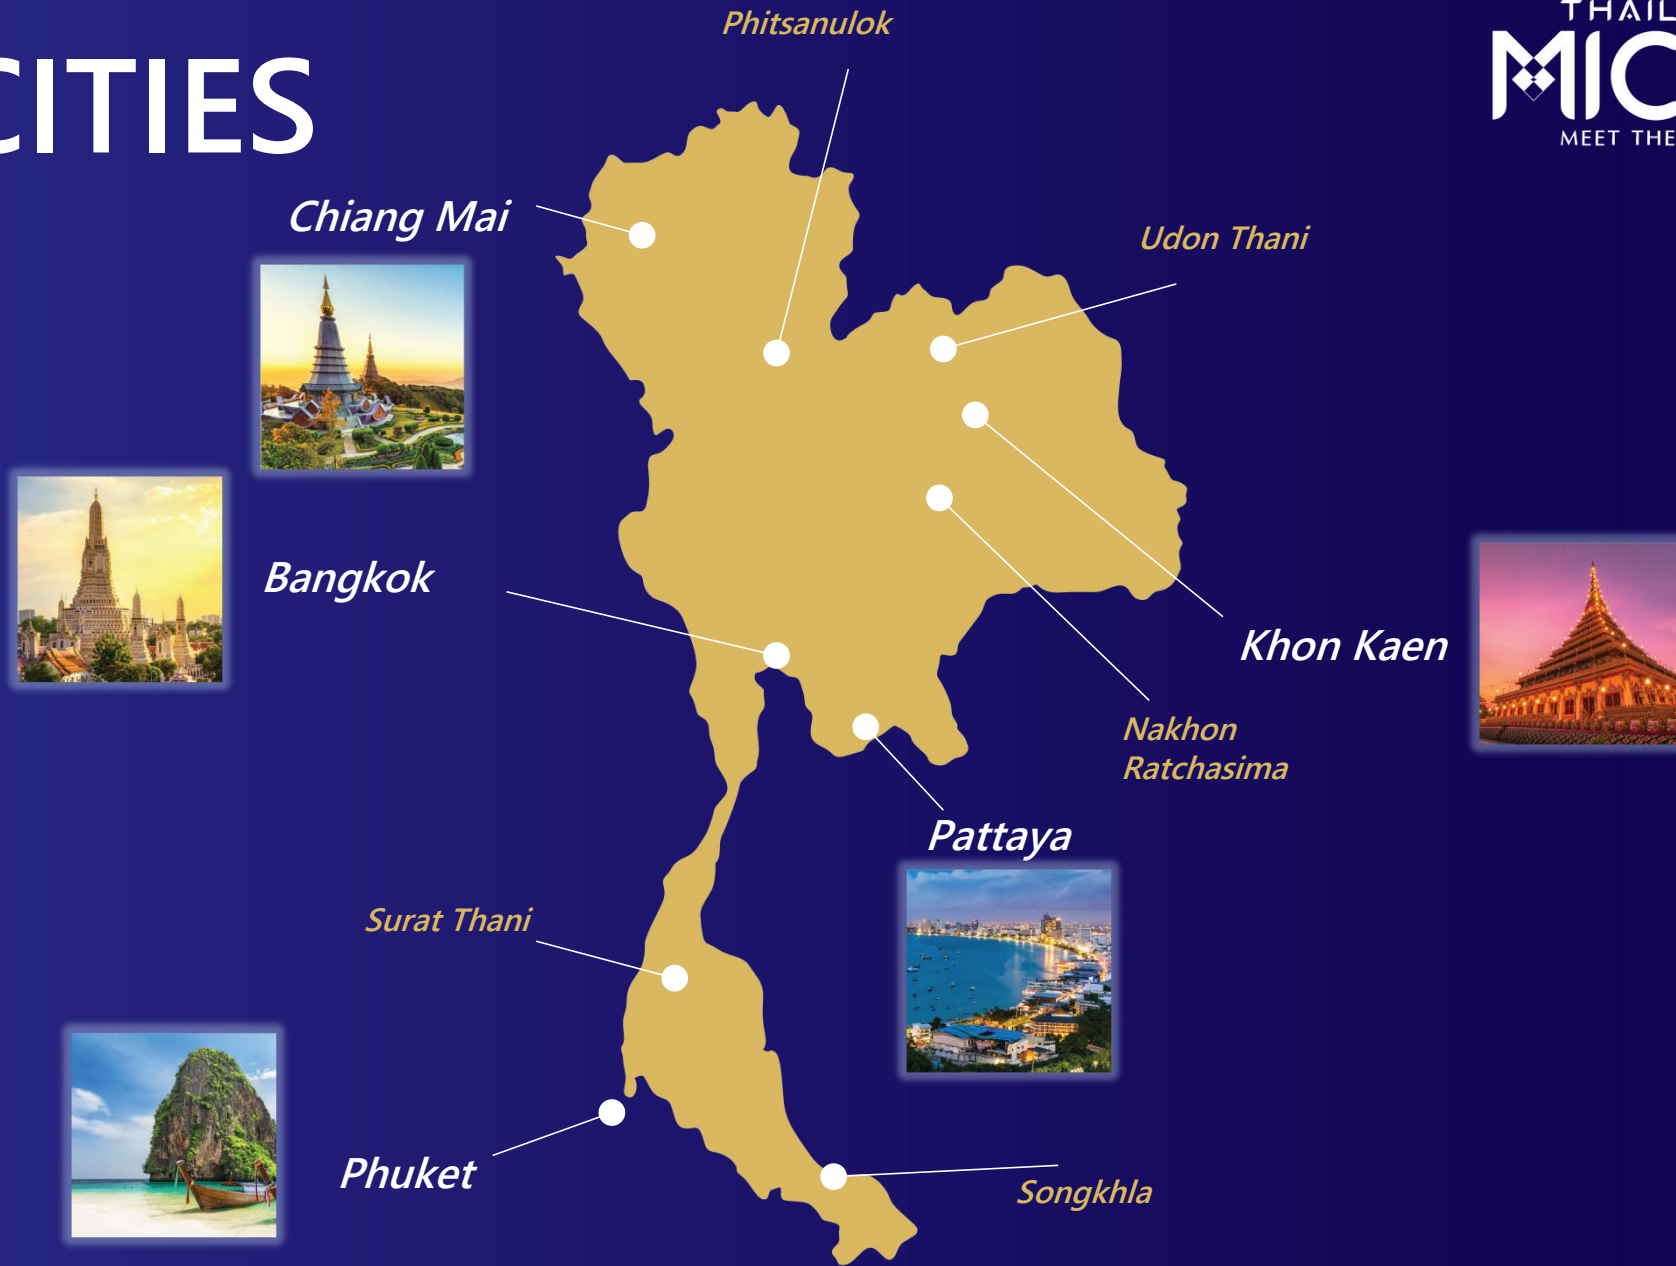 Phitsanulok
THAIL
CITIES
MIC
MEET THE
Chiang Mai
Udon Thani
Bangkok
Khon Kaen
Nakhon
Ratchasima
Pattaya
Surat Thani
Phuket
Songkhla